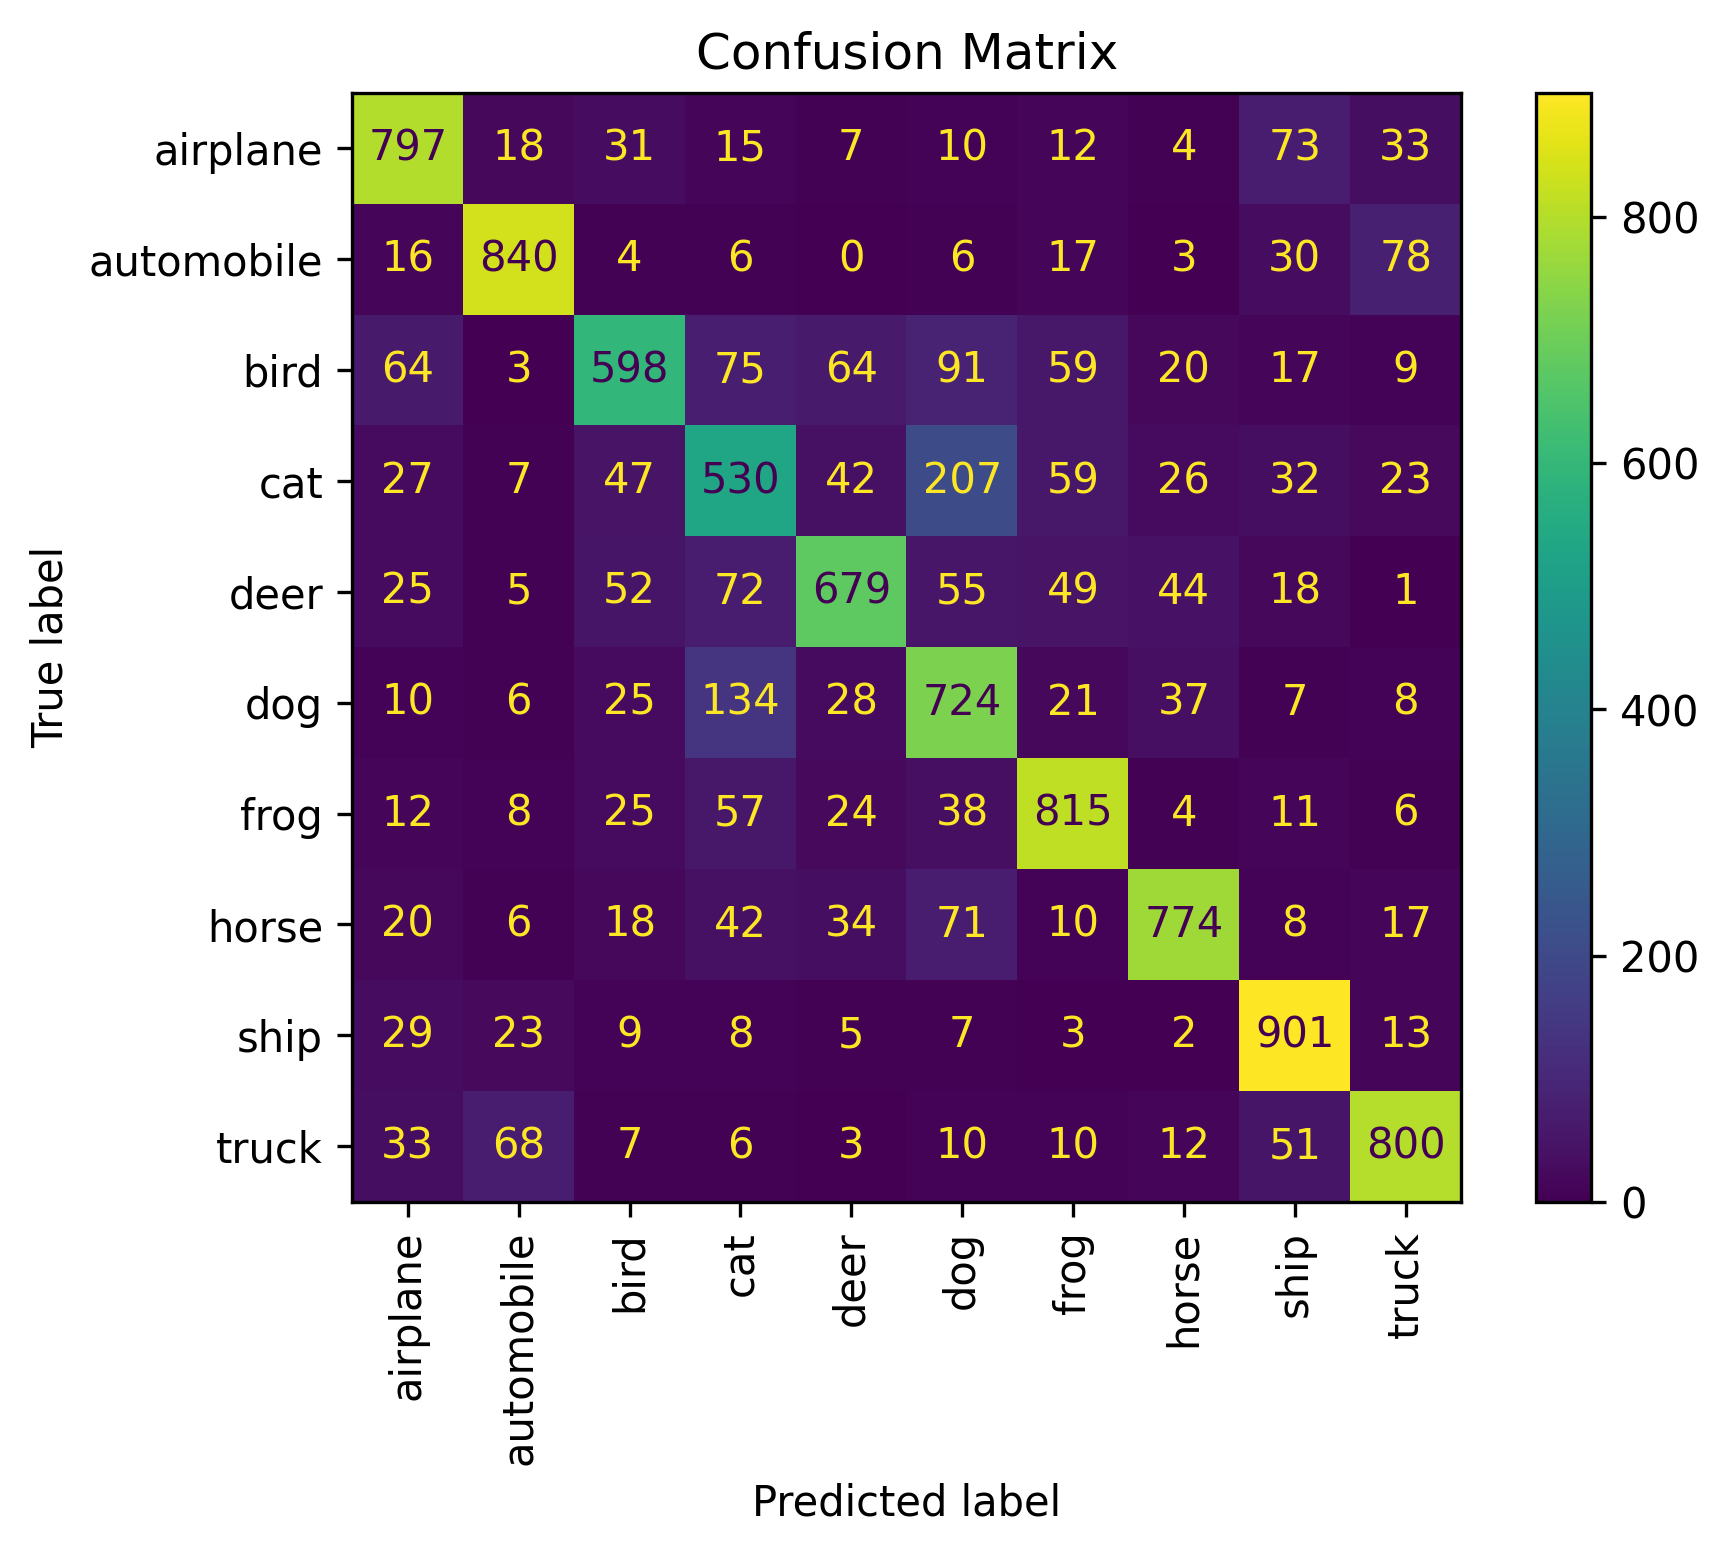 Confusion Matrix
airplane 797 18 31 15 7 10 12 4 73 33
automobile 16 840 4 6 0 6 17 3 30 78
bird 64 3 598 75 64 91 59 20 17 9
cat 27 7 47 530 42 207 59 26 32 23
deer 25 5 52 72 679 55 49 44 18 1
dog 10 6 25 134 28 724 21 37 7 8
frog 12 8 25 57 24 38 815 4 11 6
horse 20 6 18 42 34 71 10 774 8 17
ship 29 23 9 8 5 7 3 2 901 13
truck 33 68 7 6 3 10 10 12 51 800
True label
airplane automobile bird cat deer dog frog horse ship truck
Predicted label
800
600
400
200
0